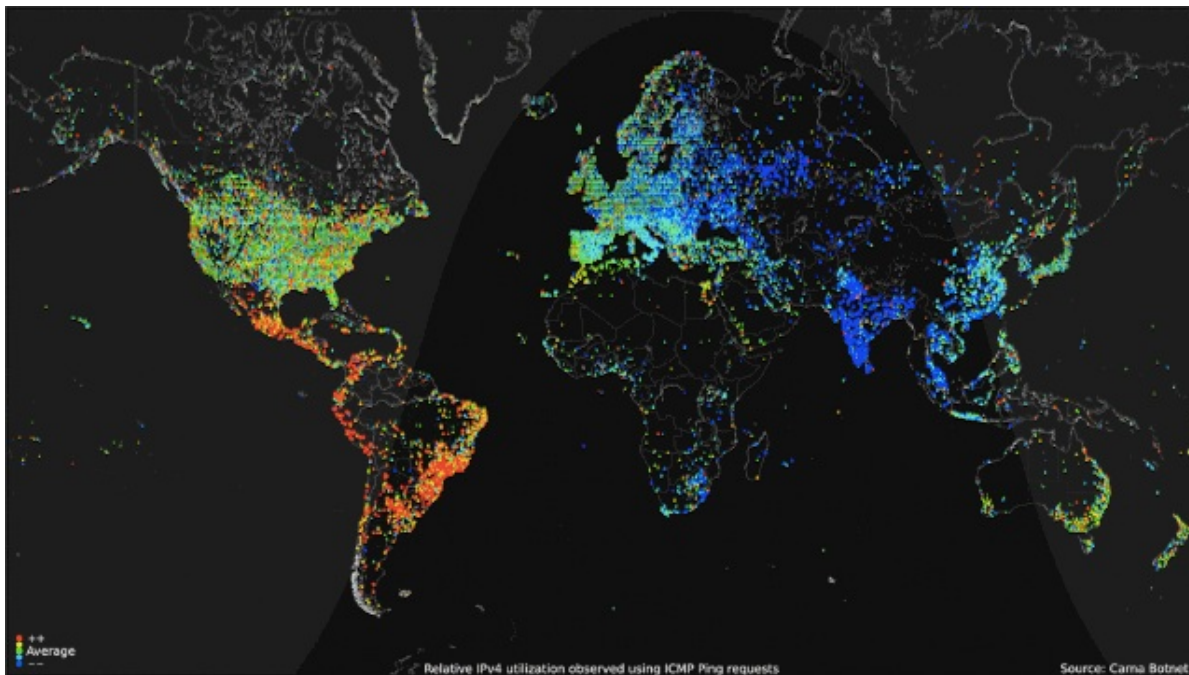 ++
Average
--
Relative IPv4 utilization observed using ICMP Ping requests
Source: Carna Botnet